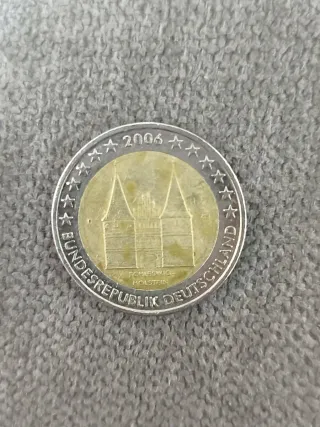 2006
SCHLESWIG-
HOLSTEIN
BUNDESREPUBLIK DEUTSCHLAND